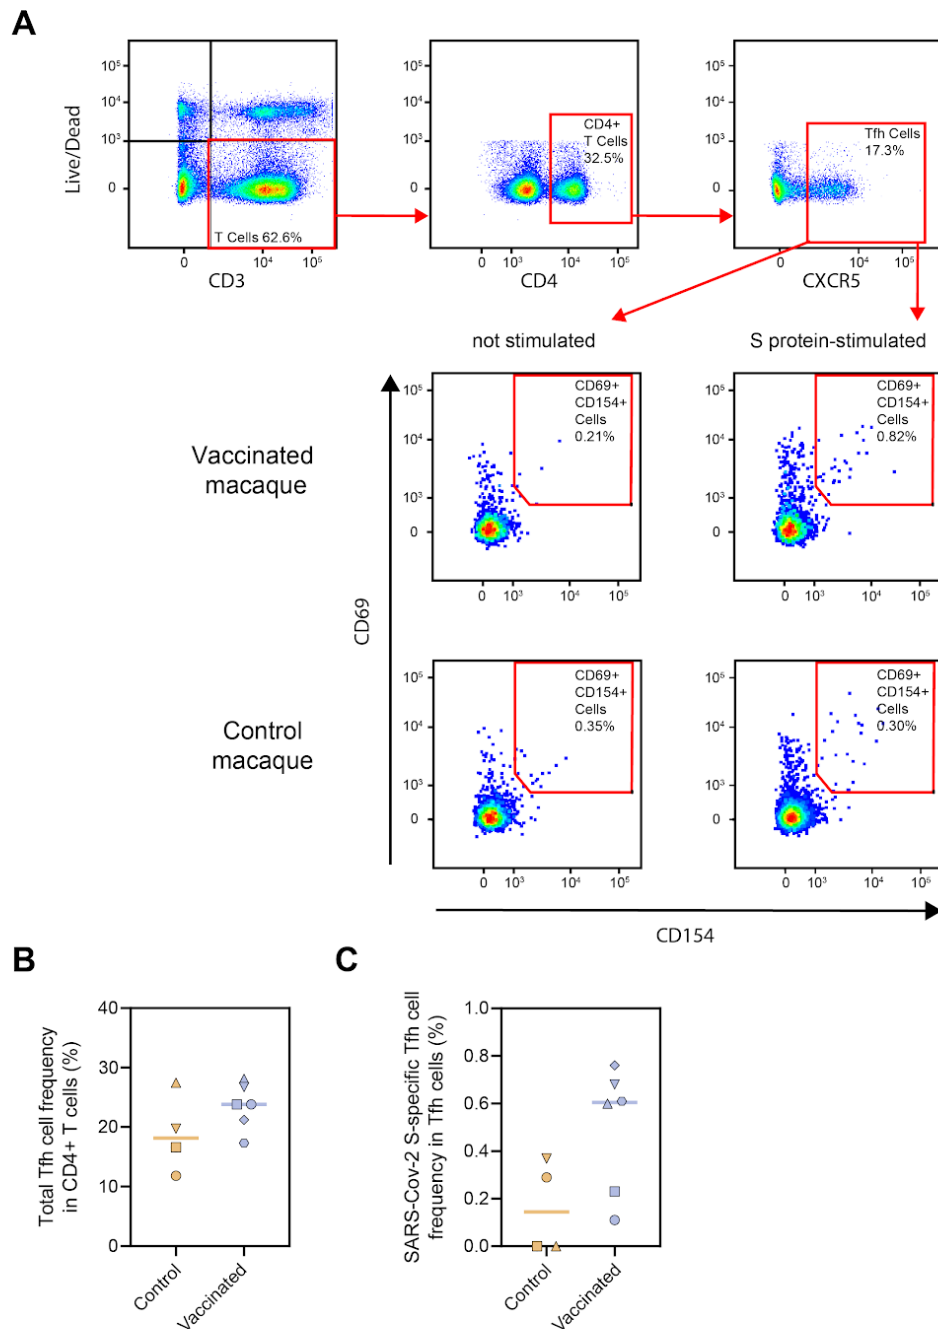 A
Live/Dead
10⁵
10⁴
10³
0
T Cells 62.6%
0
10⁴
10⁵
CD3
10⁵
10⁴
10³
0
CD4+
T Cells
32.5%
0
10³
10⁴
10⁵
CD4
10⁵
10⁴
10³
0
Tfh Cells
17.3%
0
10³
10⁴
10⁵
CXCR5
not stimulated
S protein-stimulated
Vaccinated
macaque
10⁵
10⁴
10³
0
CD69+
CD154+
Cells
0.21%
0
10³
10⁴
10⁵
10⁵
10⁴
10³
0
CD69+
CD154+
Cells
0.82%
0
10³
10⁴
10⁵
CD69
Control
macaque
10⁵
10⁴
10³
0
CD69+
CD154+
Cells
0.35%
0
10³
10⁴
10⁵
10⁵
10⁴
10³
0
CD69+
CD154+
Cells
0.30%
0
10³
10⁴
10⁵
CD154
B
Total Tfh cell frequency
in CD4+ T cells (%)
40
30
20
10
0
Control
Vaccinated
C
SARS-Cov-2 S-specific Tfh cell
frequency in Tfh cells (%)
1.0
0.8
0.6
0.4
0.2
0.0
Control
Vaccinated